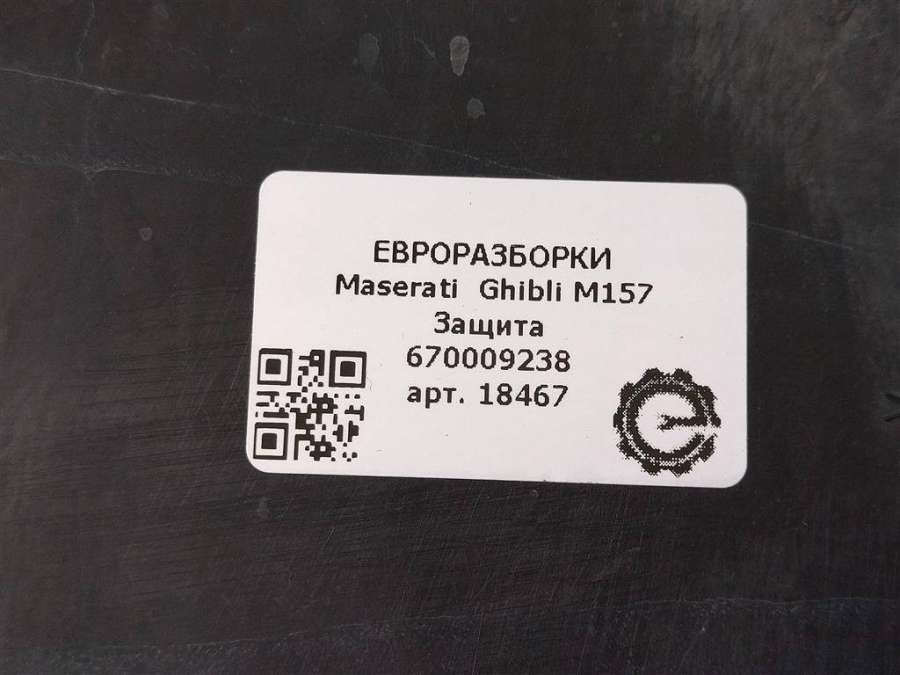 ЕВРОРАЗБОРКИ
Maserati Ghibli M157
Защита
670009238
арт. 18467